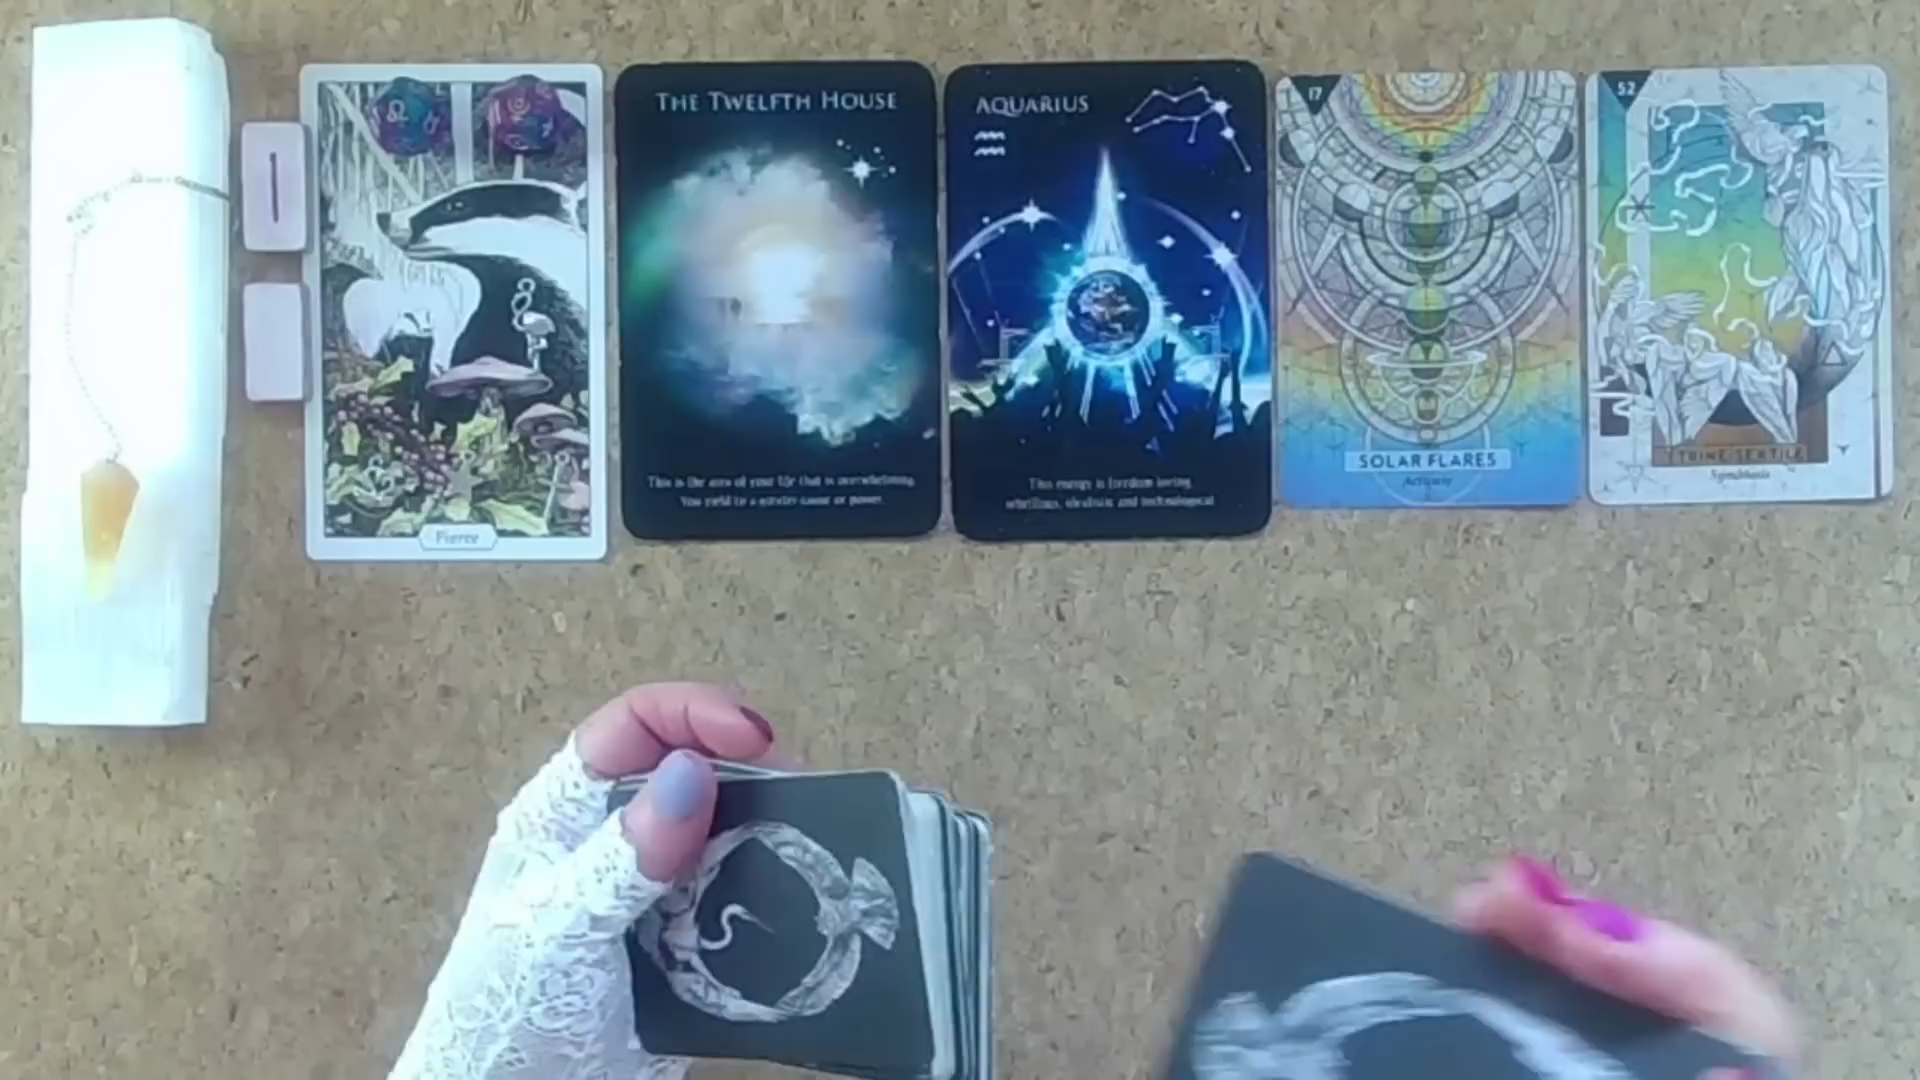 Fierce
THE TWELFTH HOUSE
This is the area of your life that is overwhelming.
You yield to a greater cause or power.
AQUARIUS
This energy is freedom loving,
rebellious, idealistic and technological
17
SOLAR FLARES
Activate
52
TRINE SEXTILE
Symbiosis